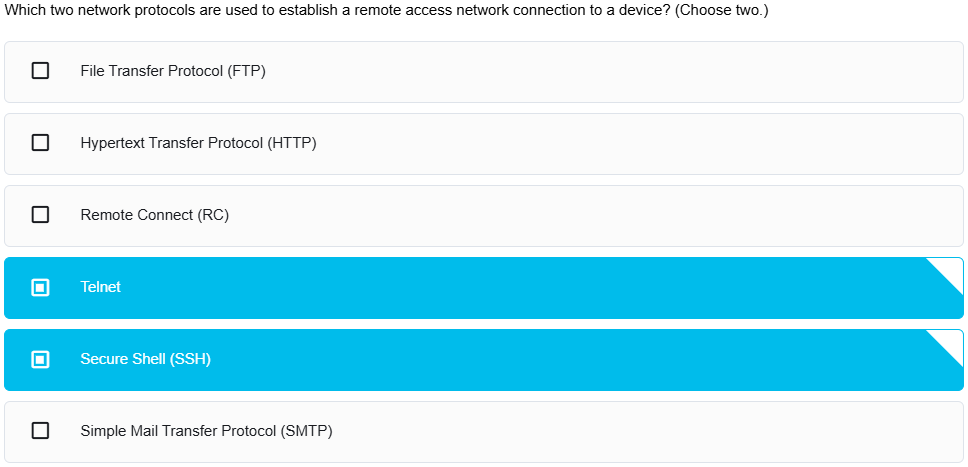 Which two network protocols are used to establish a remote access network connection to a device? (Choose two.)
File Transfer Protocol (FTP)
Hypertext Transfer Protocol (HTTP)
Remote Connect (RC)
Telnet
Secure Shell (SSH)
Simple Mail Transfer Protocol (SMTP)